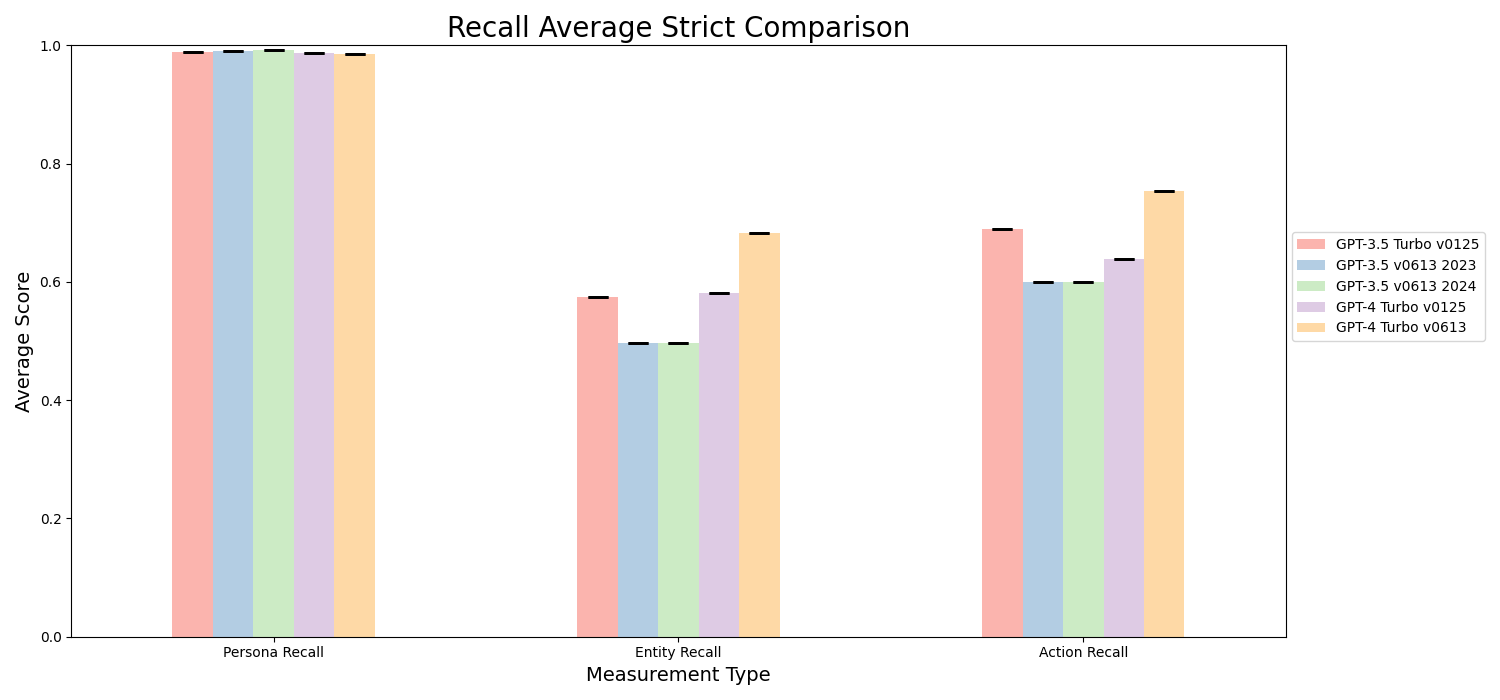 Recall Average Strict Comparison
1.0
0.8
0.6
0.4
0.2
0.0
Average Score
Persona Recall
Entity Recall
Action Recall
Measurement Type
GPT-3.5 Turbo v0125
GPT-3.5 v0613 2023
GPT-3.5 v0613 2024
GPT-4 Turbo v0125
GPT-4 Turbo v0613